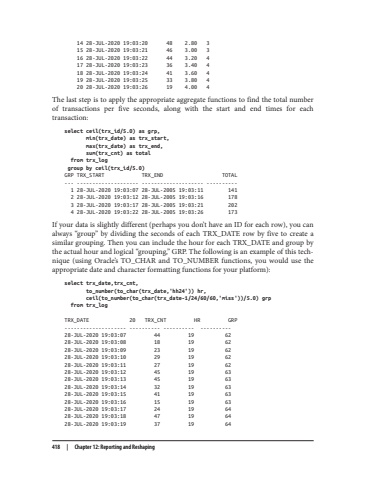 14 28-JUL-2020 19:03:20 48 2.80 3
15 28-JUL-2020 19:03:21 46 3.00 3
16 28-JUL-2020 19:03:22 44 3.20 4
17 28-JUL-2020 19:03:23 36 3.40 4
18 28-JUL-2020 19:03:24 41 3.60 4
19 28-JUL-2020 19:03:25 33 3.80 4
20 28-JUL-2020 19:03:26 19 4.00 4
The last step is to apply the appropriate aggregate functions to find the total number
of transactions per five seconds, along with the start and end times for each
transaction:
select ceil(trx_id/5.0) as grp,
min(trx_date) as trx_start,
max(trx_date) as trx_end,
sum(trx_cnt) as total
from trx_log
group by ceil(trx_id/5.0)
GRP TRX_START TRX_END TOTAL
--- -------------------- -------------------- ----------
1 28-JUL-2020 19:03:07 28-JUL-2005 19:03:11 141
2 28-JUL-2020 19:03:12 28-JUL-2005 19:03:16 178
3 28-JUL-2020 19:03:17 28-JUL-2005 19:03:21 202
4 28-JUL-2020 19:03:22 28-JUL-2005 19:03:26 173
If your data is slightly different (perhaps you don't have an ID for each row), you can
always "group" by dividing the seconds of each TRX_DATE row by five to create a
similar grouping. Then you can include the hour for each TRX_DATE and group by
the actual hour and logical "grouping," GRP. The following is an example of this tech-
nique (using Oracle's TO_CHAR and TO_NUMBER functions, you would use the
appropriate date and character formatting functions for your platform):
select trx_date,trx_cnt,
to_number(to_char(trx_date,'hh24')) hr,
ceil(to_number(to_char(trx_date-1/24/60/60,'miss'))/5.0) grp
from trx_log
TRX_DATE 20 TRX_CNT HR GRP
-------------------- ---------- ---------- ----------
28-JUL-2020 19:03:07 44 19 62
28-JUL-2020 19:03:08 18 19 62
28-JUL-2020 19:03:09 23 19 62
28-JUL-2020 19:03:10 29 19 62
28-JUL-2020 19:03:11 27 19 62
28-JUL-2020 19:03:12 45 19 63
28-JUL-2020 19:03:13 45 19 63
28-JUL-2020 19:03:14 32 19 63
28-JUL-2020 19:03:15 41 19 63
28-JUL-2020 19:03:16 15 19 63
28-JUL-2020 19:03:17 24 19 64
28-JUL-2020 19:03:18 47 19 64
28-JUL-2020 19:03:19 37 19 64
418 | Chapter 12: Reporting and Reshaping